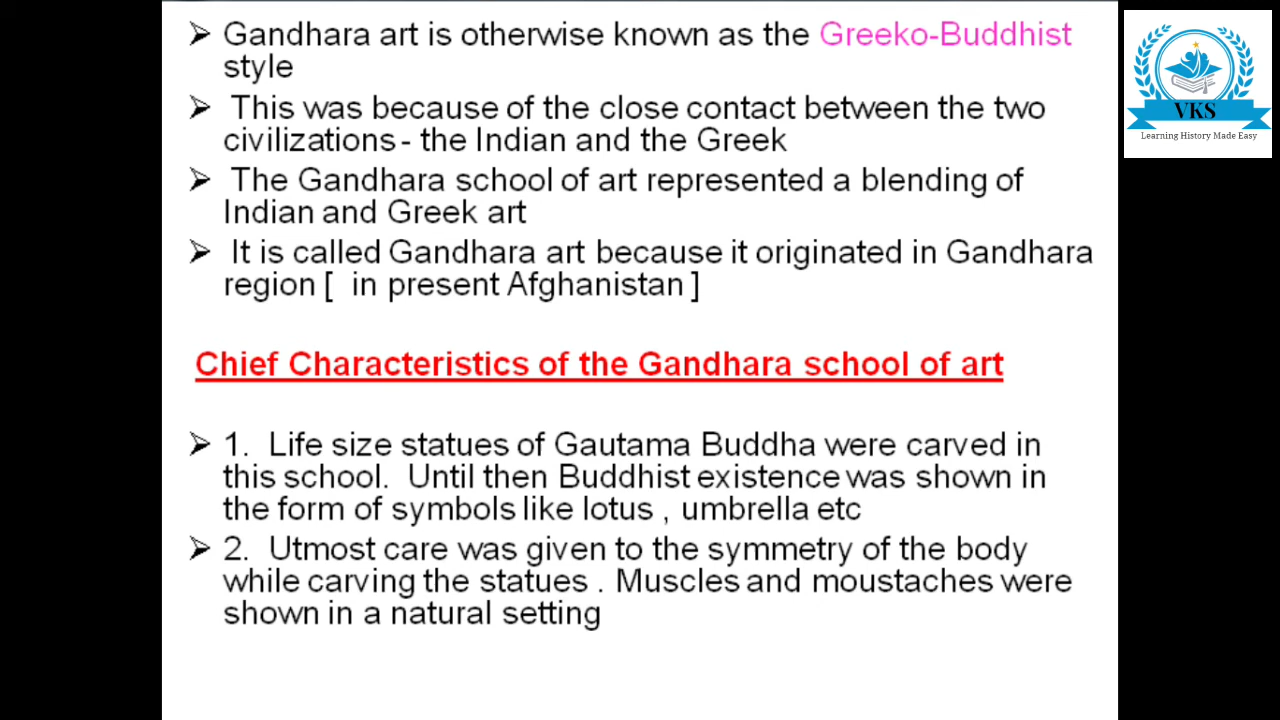 ➢ Gandhara art is otherwise known as the Greeko-Buddhist
style
➢ This was because of the close contact between the two
civilizations - the Indian and the Greek
➢ The Gandhara school of art represented a blending of
Indian and Greek art
➢ It is called Gandhara art because it originated in Gandhara
region [ in present Afghanistan ]
Chief Characteristics of the Gandhara school of art
➢ 1. Life size statues of Gautama Buddha were carved in
this school. Until then Buddhist existence was shown in
the form of symbols like lotus , umbrella etc
➢ 2. Utmost care was given to the symmetry of the body
while carving the statues . Muscles and moustaches were
shown in a natural setting
VKS
Learning History Made Easy